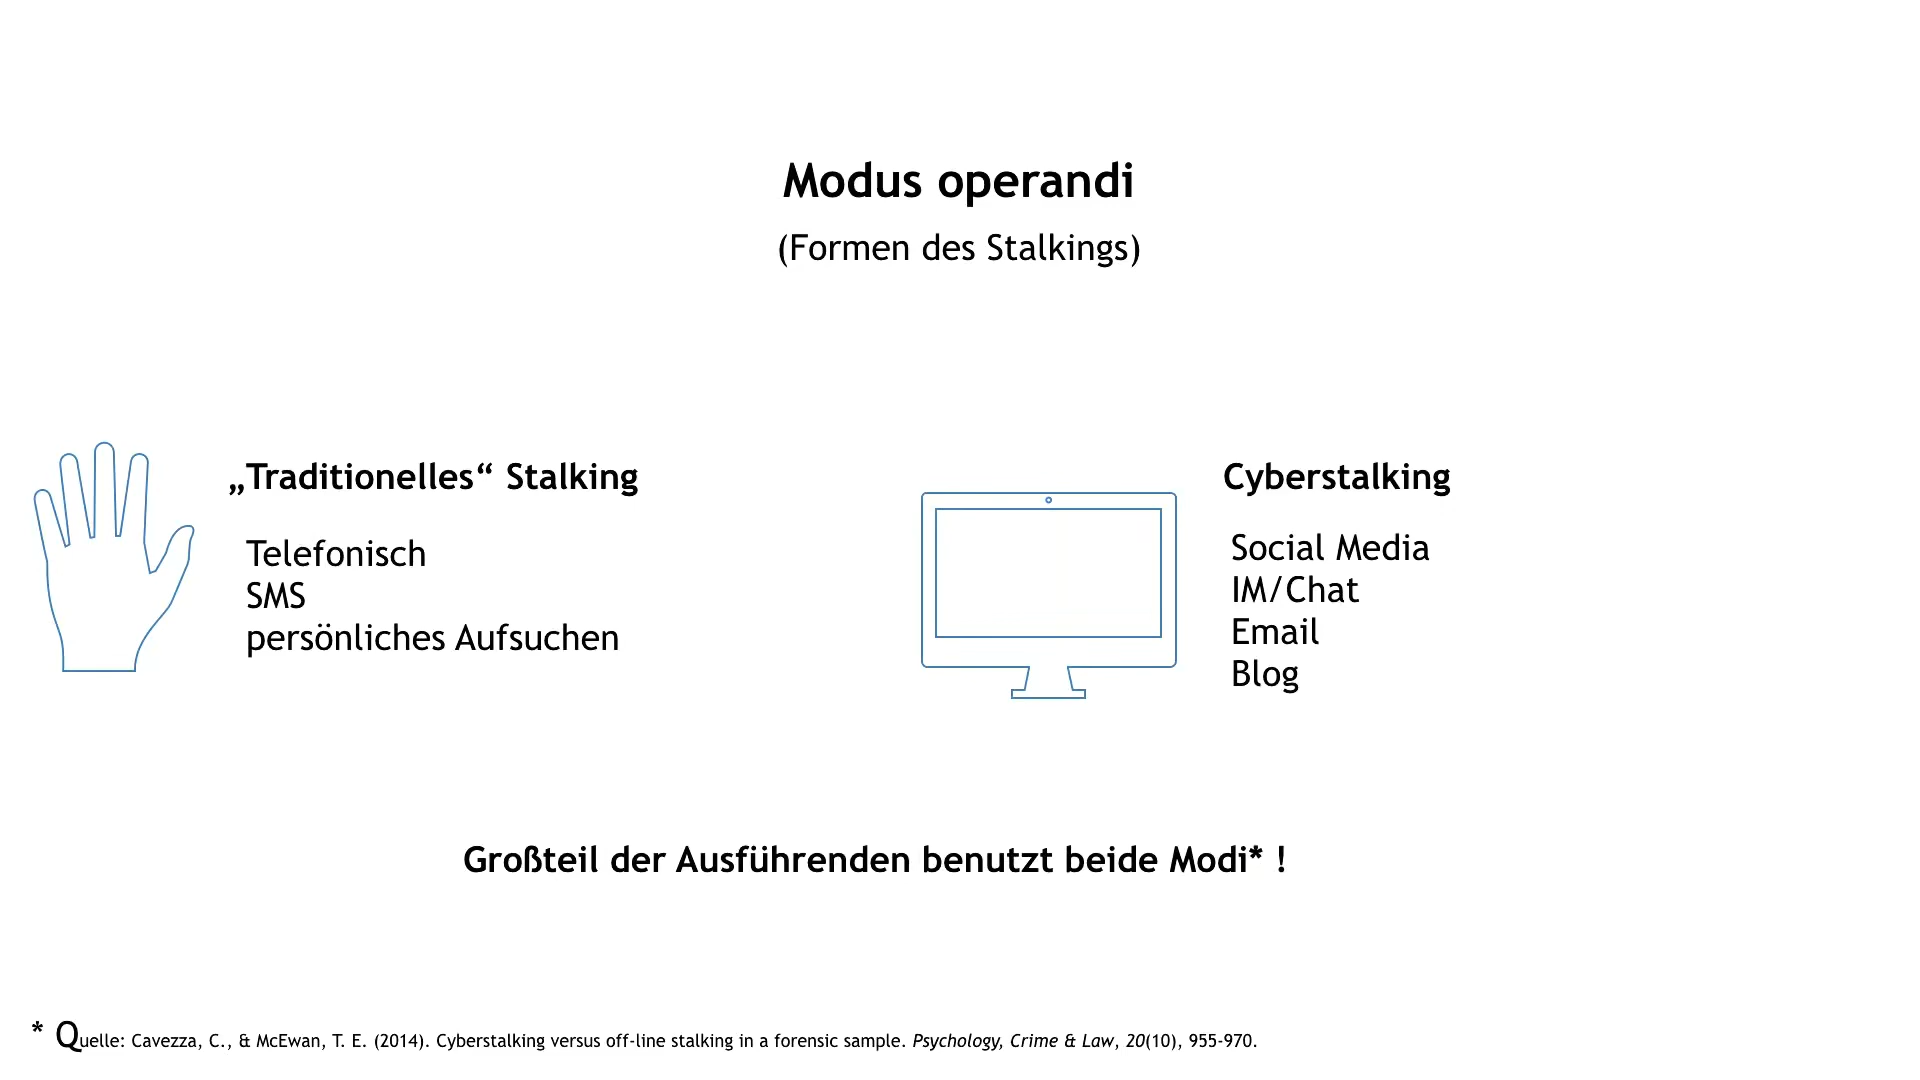 Modus operandi
(Formen des Stalkings)
„Traditionelles“ Stalking
Telefonisch
SMS
persönliches Aufsuchen
Cyberstalking
Social Media
IM/Chat
Email
Blog
Großteil der Ausführenden benutzt beide Modi* !
* Quelle: Cavezza, C., & McEwan, T. E. (2014). Cyberstalking versus off-line stalking in a forensic sample. Psychology, Crime & Law, 20(10), 955-970.